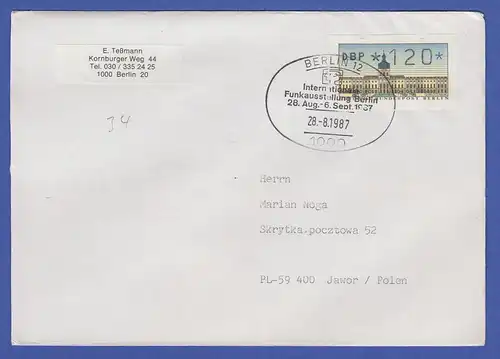 E. Teßmann
Kornburger Weg 44
Tel. 030 / 335 24 25
1000 Berlin 20
BERLIN 12
Internationale
Funkausstellung Berlin
28. Aug.-6. Sept. 1987
28.-8.1987
1000
DBP *120*
DEUTSCHE BUNDESPOST BERLIN
34
Herrn
Marian Noga
Skrytka pocztowa 52
PL-59 400 Jawor / Polen